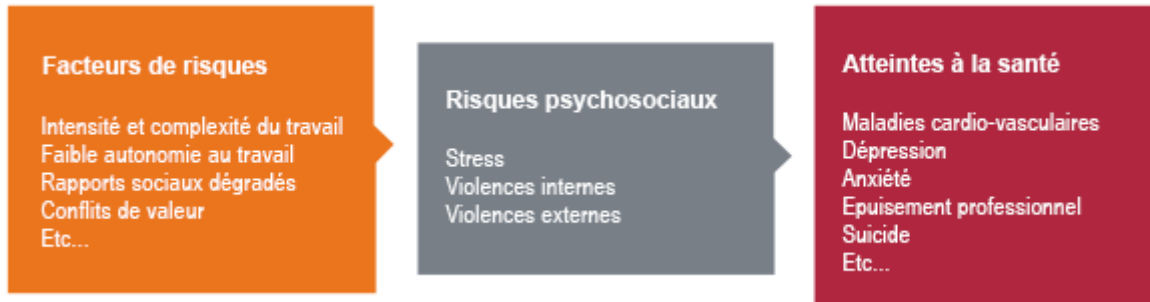 Facteurs de risques
Intensité et complexité du travail
Faible autonomie au travail
Rapports sociaux dégradés
Conflits de valeur
Etc...
Risques psychosociaux
Stress
Violences internes
Violences externes
Atteintes à la santé
Maladies cardio-vasculaires
Dépression
Anxiété
Epuisement professionnel
Suicide
Etc...